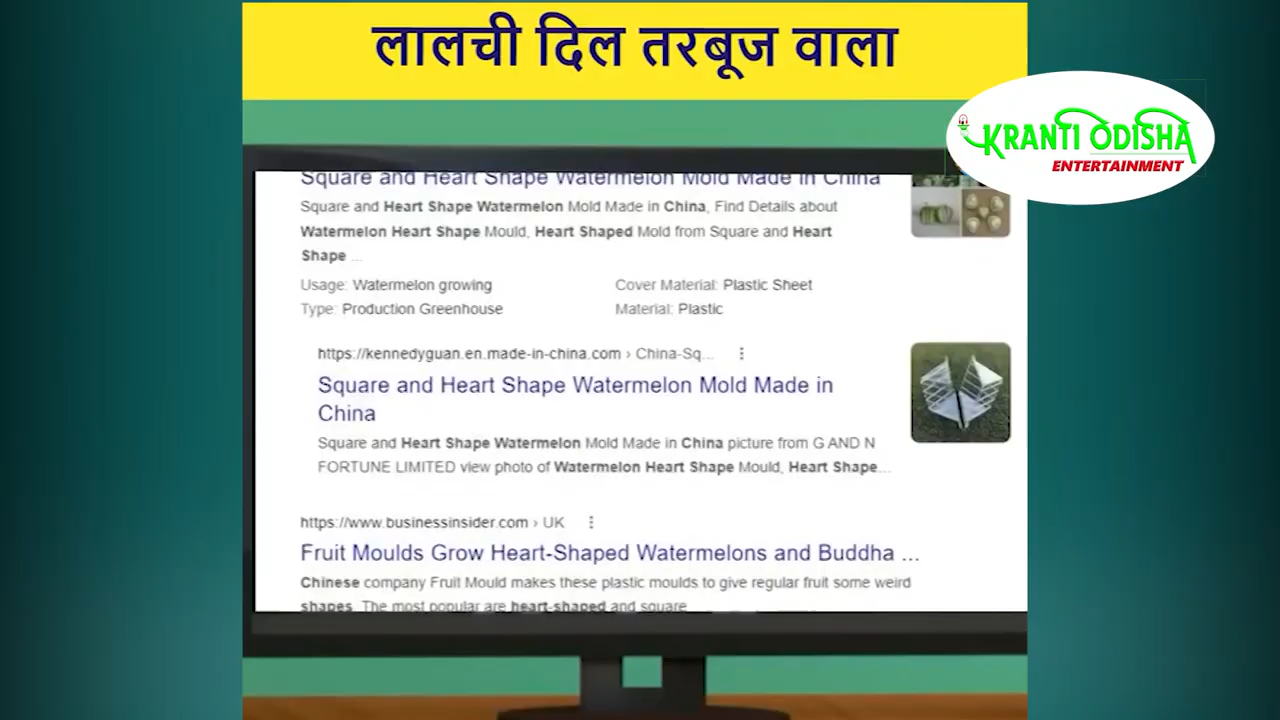 लालची दिल तरबूज वाला
KRANTI ODISHA
ENTERTAINMENT
Square and Heart Shape Watermelon Mold Made in China
Square and Heart Shape Watermelon Mold Made in China, Find Details about
Watermelon Heart Shape Mould, Heart Shaped Mold from Square and Heart
Shape ...
Usage: Watermelon growing Cover Material: Plastic Sheet
Type: Production Greenhouse Material: Plastic
https://kennedyguan.en.made-in-china.com › China-Sq...
Square and Heart Shape Watermelon Mold Made in
China
Square and Heart Shape Watermelon Mold Made in China picture from G AND N
FORTUNE LIMITED view photo of Watermelon Heart Shape Mould, Heart Shape...
https://www.businessinsider.com › UK
Fruit Moulds Grow Heart-Shaped Watermelons and Buddha ...
Chinese company Fruit Mould makes these plastic moulds to give regular fruit some weird
shapes. The most popular are heart-shaped and square